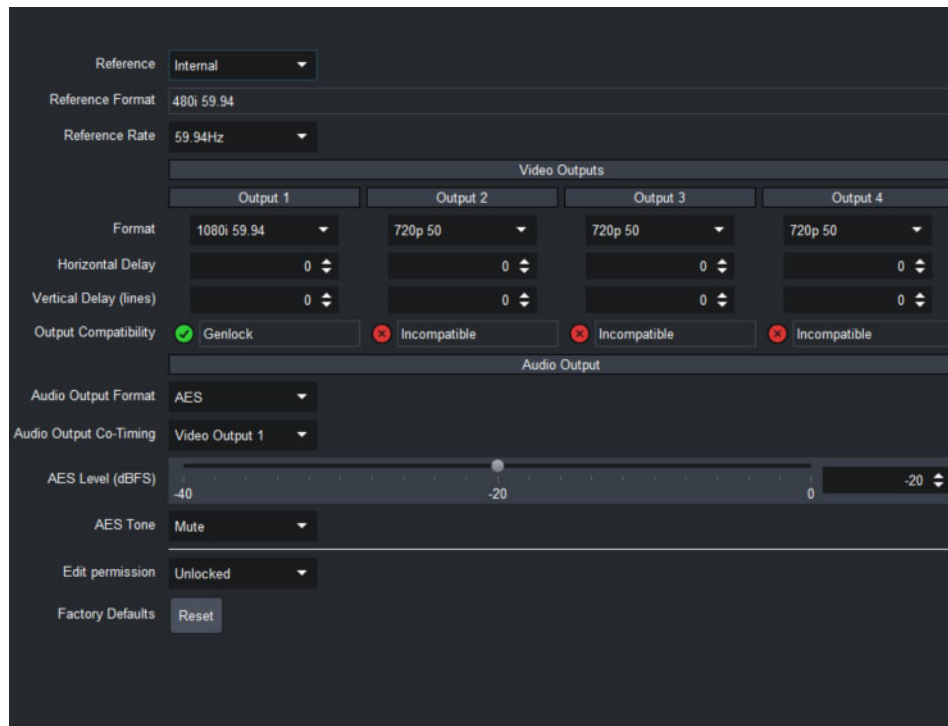 Reference Internal
Reference Format 480i 59.94
Reference Rate 59.94Hz
Video Outputs
Output 1 Output 2 Output 3 Output 4
Format 1080i 59.94 720p 50 720p 50 720p 50
Horizontal Delay 0 0 0 0
Vertical Delay (lines) 0 0 0 0
Output Compatibility Genlock Incompatible Incompatible Incompatible
Audio Output
Audio Output Format AES
Audio Output Co-Timing Video Output 1
AES Level (dBFS) -20
-40 -20 0
AES Tone Mute
Edit permission Unlocked
Factory Defaults Reset